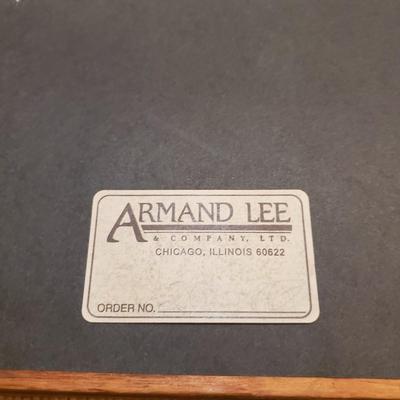 ARMAND LEE
& COMPANY, LTD.
CHICAGO, ILLINOIS 60622
ORDER NO.